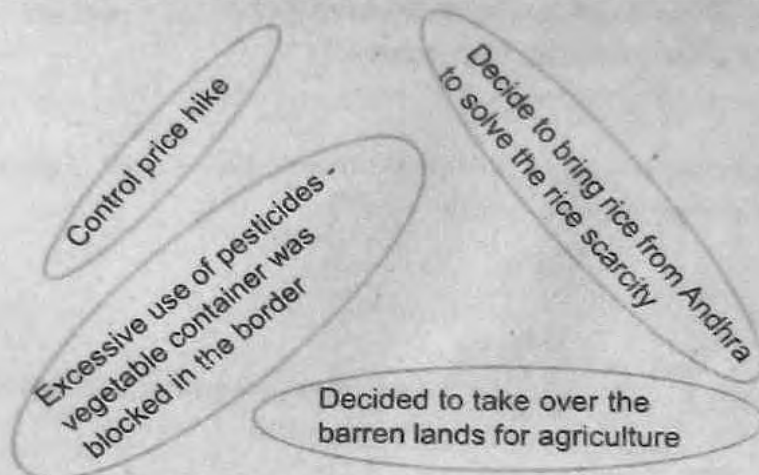 Control price hike
Decide to bring rice from Andhra
to solve the rice scarcity
Excessive use of pesticides -
vegetable container was
blocked in the border
Decided to take over the
barren lands for agriculture